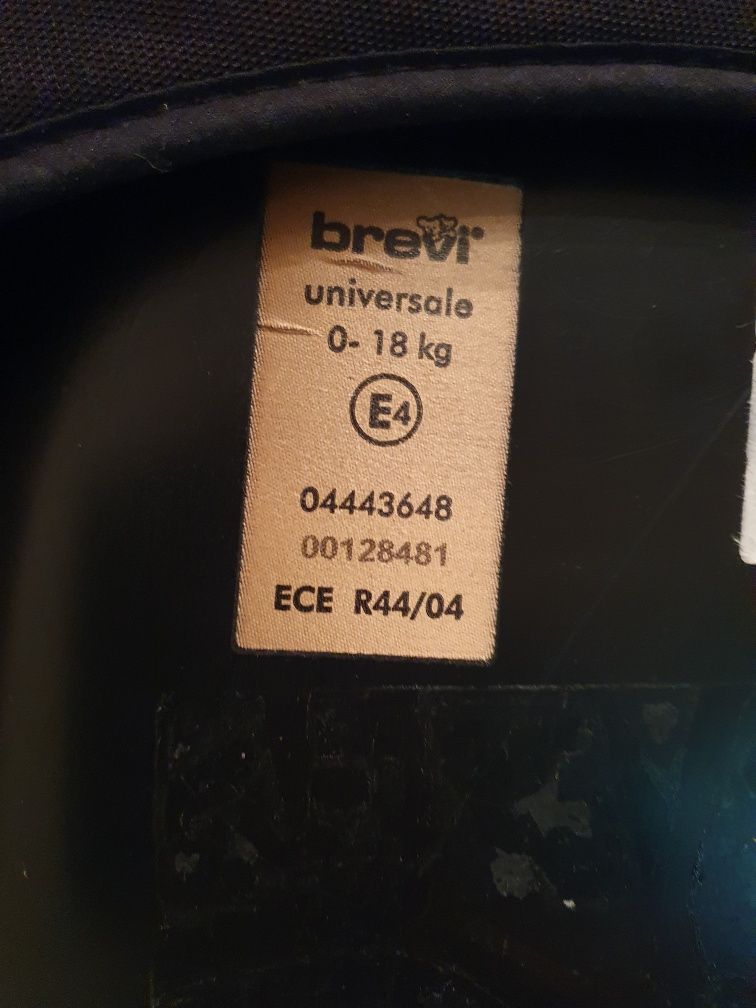 brevi
universale
0- 18 kg
E4
04443648
00128481
ECE R44/04